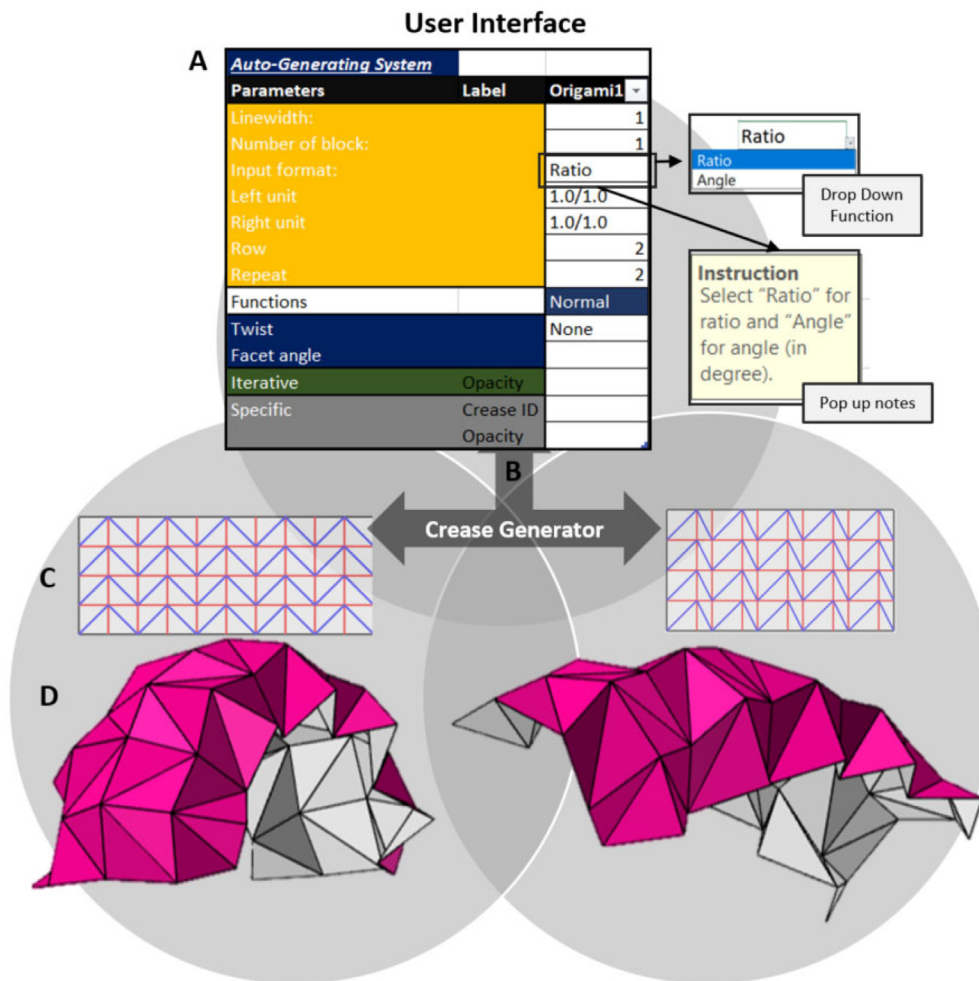 User Interface
A
Auto-Generating System
Parameters Label Origami1
Linewidth: 1
Number of block: 1
Input format: Ratio
Left unit 1.0/1.0
Right unit 1.0/1.0
Row 2
Repeat 2
Functions Normal
Twist None
Facet angle
Iterative Opacity
Specific Crease ID
Opacity
Ratio
Ratio
Angle
Drop Down
Function
Instruction
Select “Ratio” for
ratio and “Angle”
for angle (in
degree).
Pop up notes
B
Crease Generator
C
D